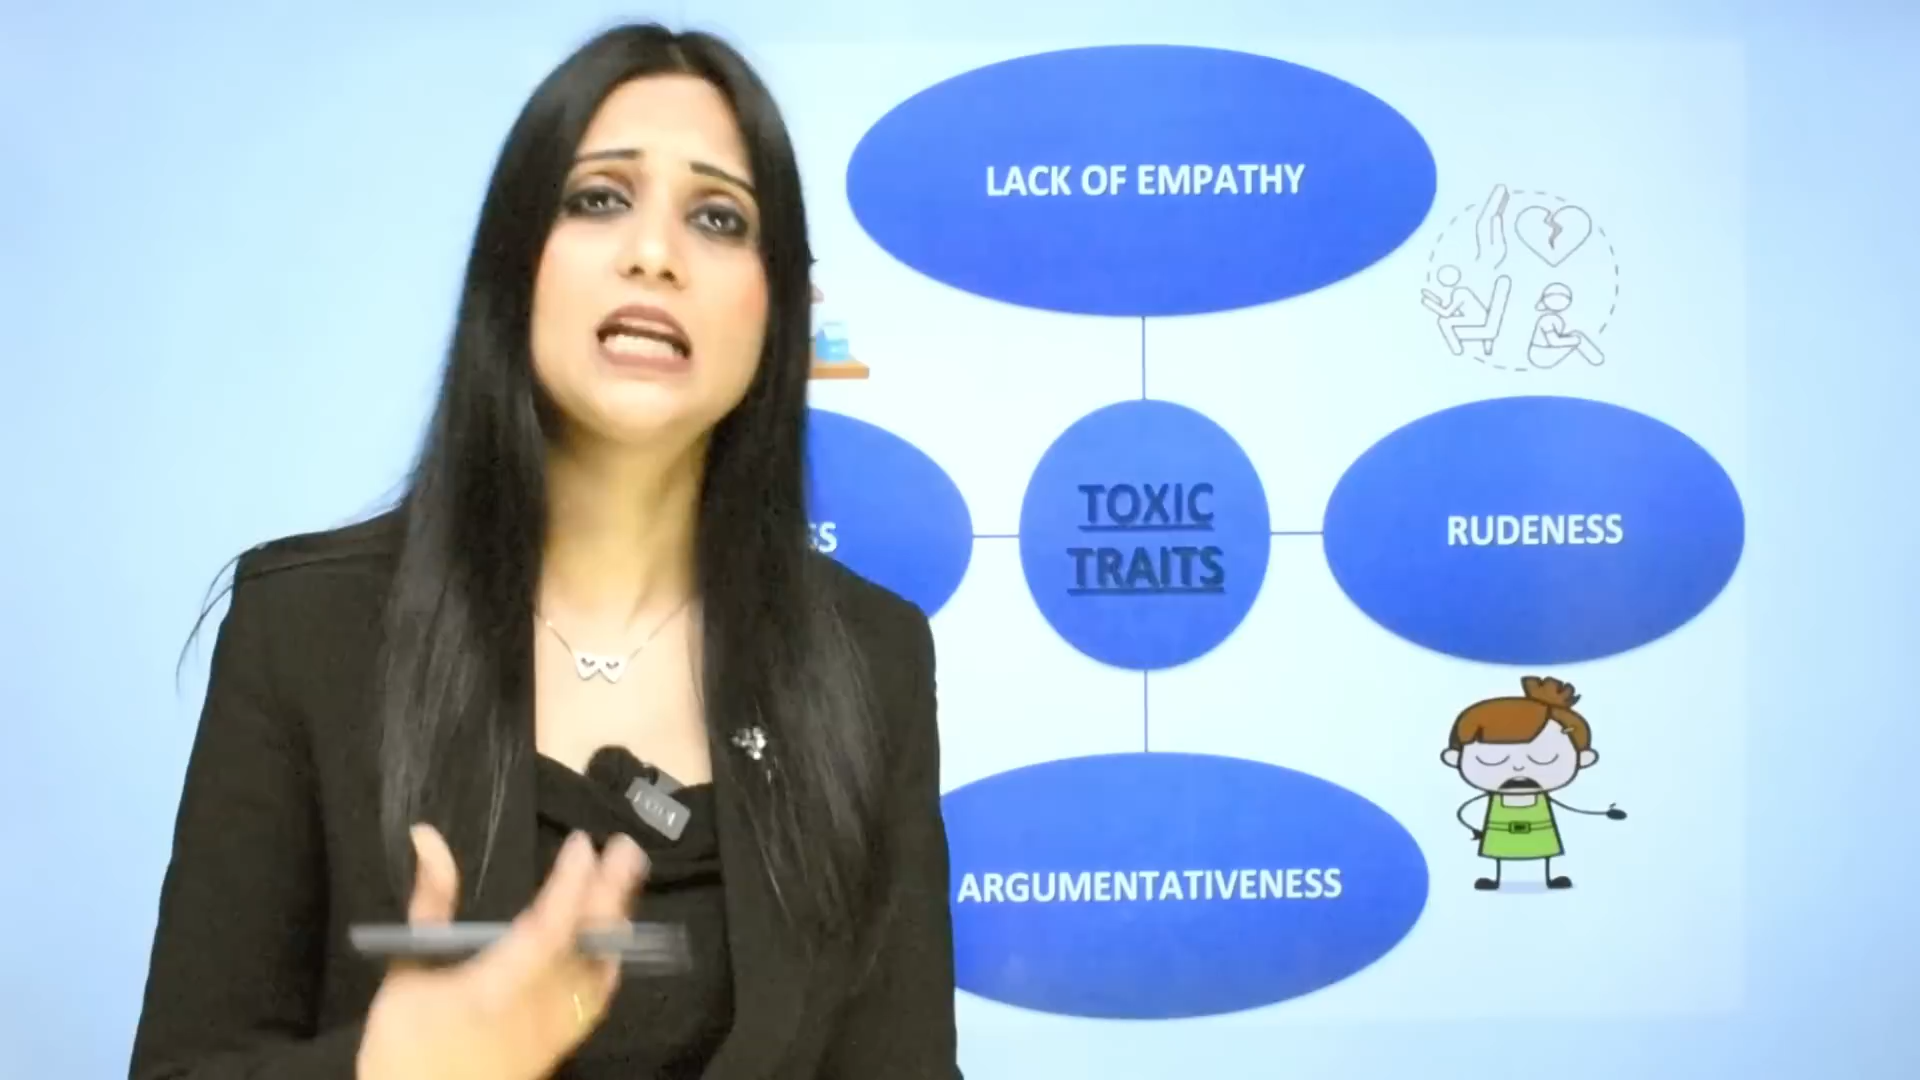 LACK OF EMPATHY
TOXIC
TRAITS
RUDENESS
ARGUMENTATIVENESS